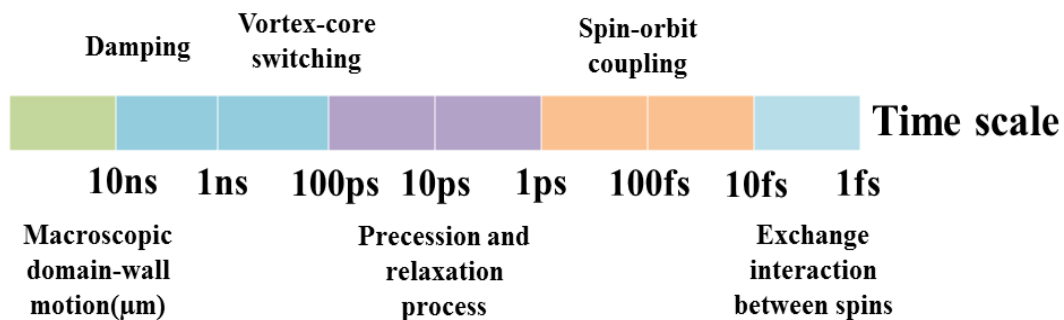 Damping
Vortex-core
switching
Spin-orbit
coupling
Time scale
10ns 1ns 100ps 10ps 1ps 100fs 10fs 1fs
Macroscopic
domain-wall
motion(μm)
Precession and
relaxation
process
Exchange
interaction
between spins